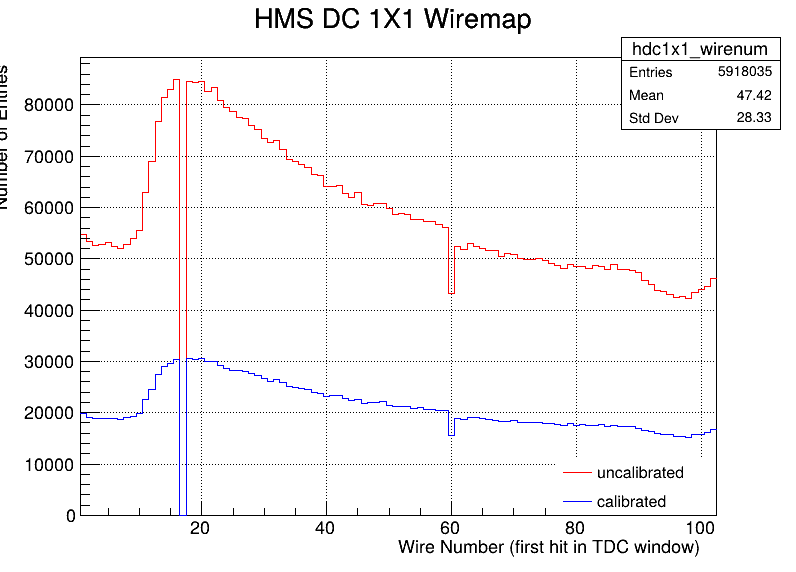 HMS DC 1X1 Wiremap
hdc1x1_wirenum
Entries 5918035
Mean 47.42
Std Dev 28.33
Number of Entries
80000
70000
60000
50000
40000
30000
20000
10000
0
20 40 60 80 100
Wire Number (first hit in TDC window)
uncalibrated
calibrated